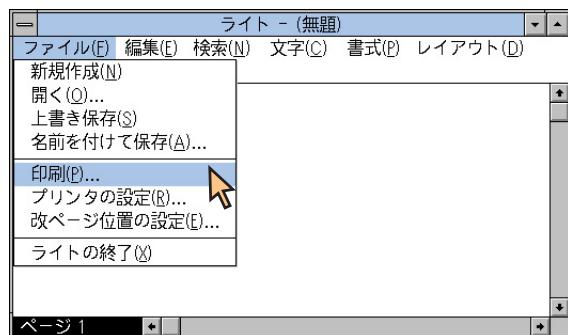 ライト - (無題)
ファイル(F) 編集(E) 検索(N) 文字(C) 書式(P) レイアウト(D)
新規作成(N)
開く(O)...
上書き保存(S)
名前を付けて保存(A)...
印刷(P)...
プリンタの設定(R)...
改ページ位置の設定(E)...
ライトの終了(X)
ページ 1